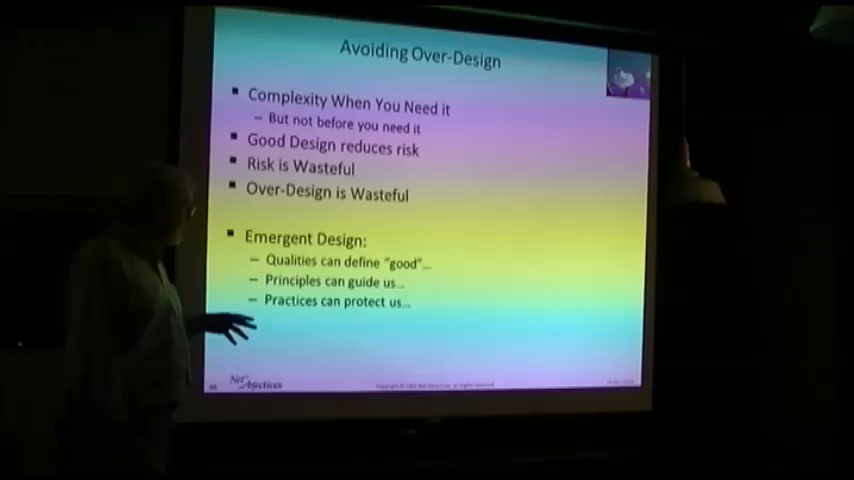 Avoiding Over-Design
▪ Complexity When You Need it
– But not before you need it
▪ Good Design reduces risk
▪ Risk is Wasteful
▪ Over-Design is Wasteful
▪ Emergent Design:
– Qualities can define “good”...
– Principles can guide us...
– Practices can protect us...
Net Objectives